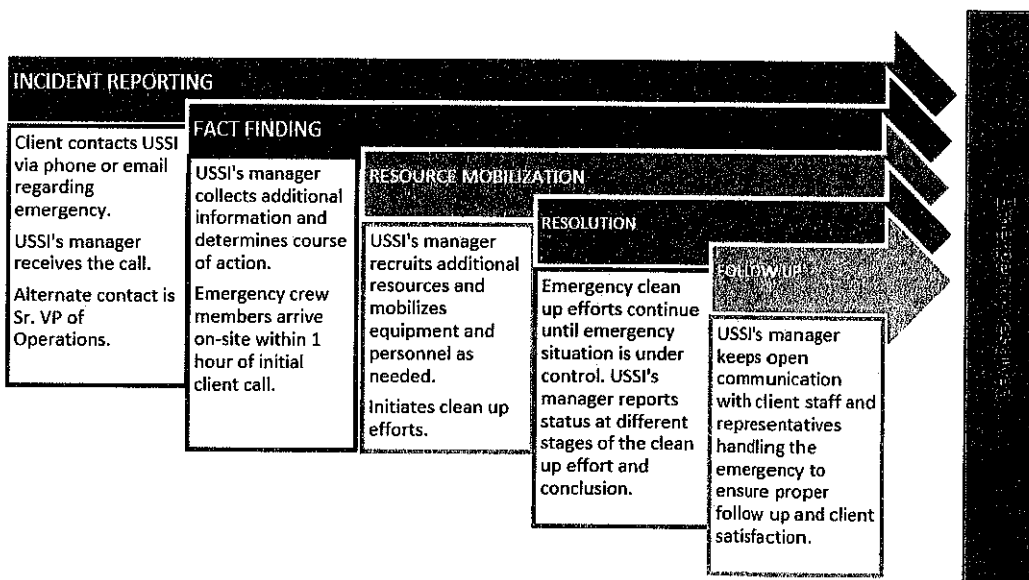 INCIDENT REPORTING
Client contacts USSI
via phone or email
regarding
emergency.
USSI's manager
receives the call.
Alternate contact is
Sr. VP of
Operations.
FACT FINDING
USSI's manager
collects additional
information and
determines course
of action.
Emergency crew
members arrive
on-site within 1
hour of initial
client call.
RESOURCE MOBILIZATION
USSI's manager
recruits additional
resources and
mobilizes
equipment and
personnel as
needed.
Initiates clean up
efforts.
RESOLUTION
Emergency clean
up efforts continue
until emergency
situation is under
control. USSI's
manager reports
status at different
stages of the clean
up effort and
conclusion.
FOLLOW UP
USSI's manager
keeps open
communication
with client staff and
representatives
handling the
emergency to
ensure proper
follow up and client
satisfaction.